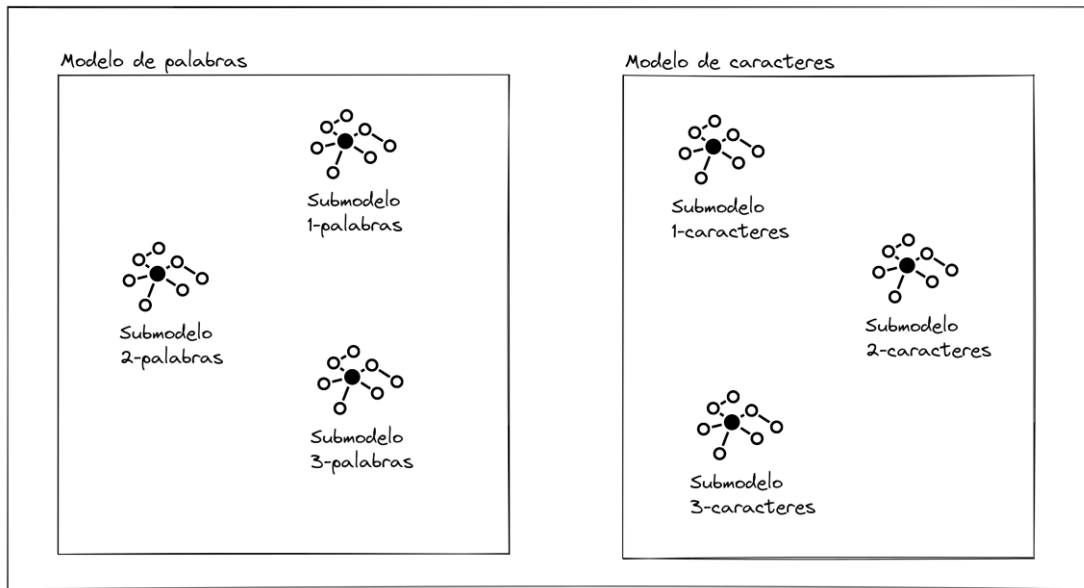 Modelo de palabras
Submodelo
1-palabras
Submodelo
2-palabras
Submodelo
3-palabras
Modelo de caracteres
Submodelo
1-caracteres
Submodelo
2-caracteres
Submodelo
3-caracteres